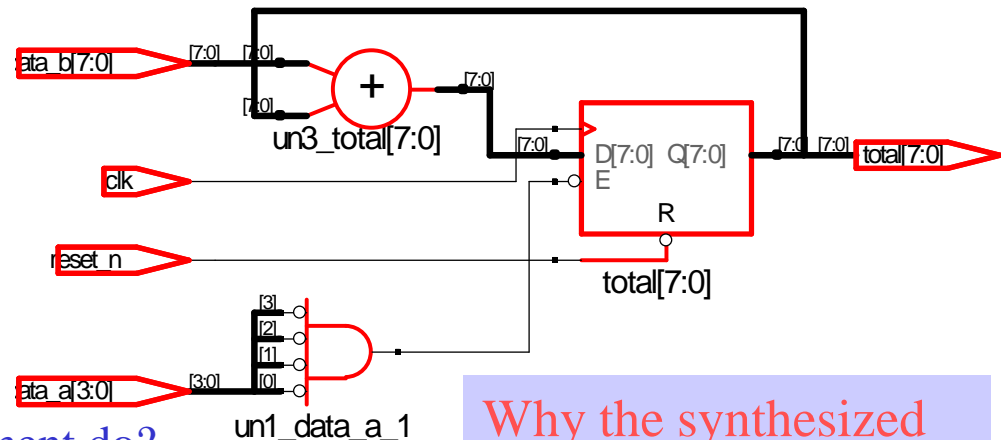 [7:0]
[7:0]
ata_b[7:0]
[7:0]
+
un3_total[7:0]
[7:0]
[7:0]
D[7:0] Q[7:0]
E
R
total[7:0]
[7:0]
[7:0]
total[7:0]
clk
reset_n
[3]
[2]
[1]
[0]
ata_a[3:0]
[3:0]
un1_data_a_1
ment do?
Why the synthesized